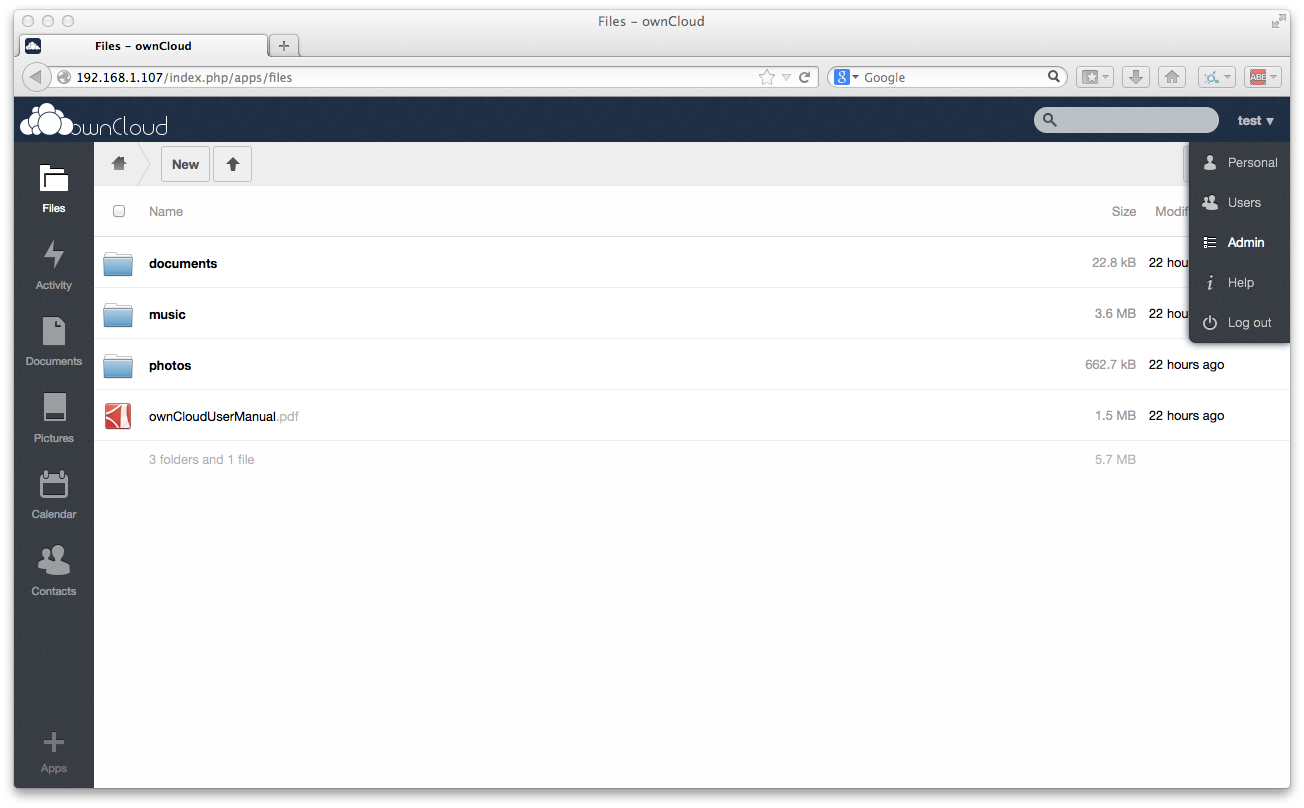 Files – ownCloud
Files – ownCloud
192.168.1.107/index.php/apps/files
8 Google
ABE
ownCloud
test
Personal
Users
Admin
Help
Log out
New
Files
Activity
Documents
Pictures
Calendar
Contacts
Apps
Name Size Modif
documents 22.8 kB 22 hou
music 3.6 MB 22 hou
photos 662.7 kB 22 hours ago
ownCloudUserManual.pdf 1.5 MB 22 hours ago
3 folders and 1 file 5.7 MB